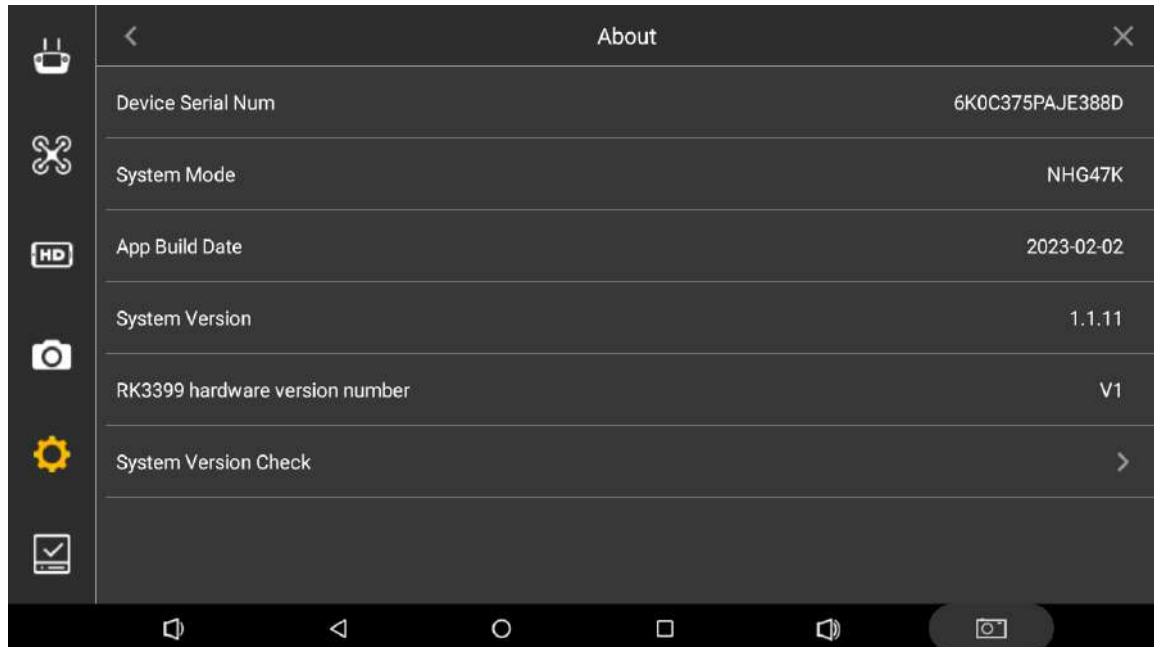 About
Device Serial Num 6K0C375PAJE388D
System Mode NHG47K
App Build Date 2023-02-02
System Version 1.1.11
RK3399 hardware version number V1
System Version Check
HD